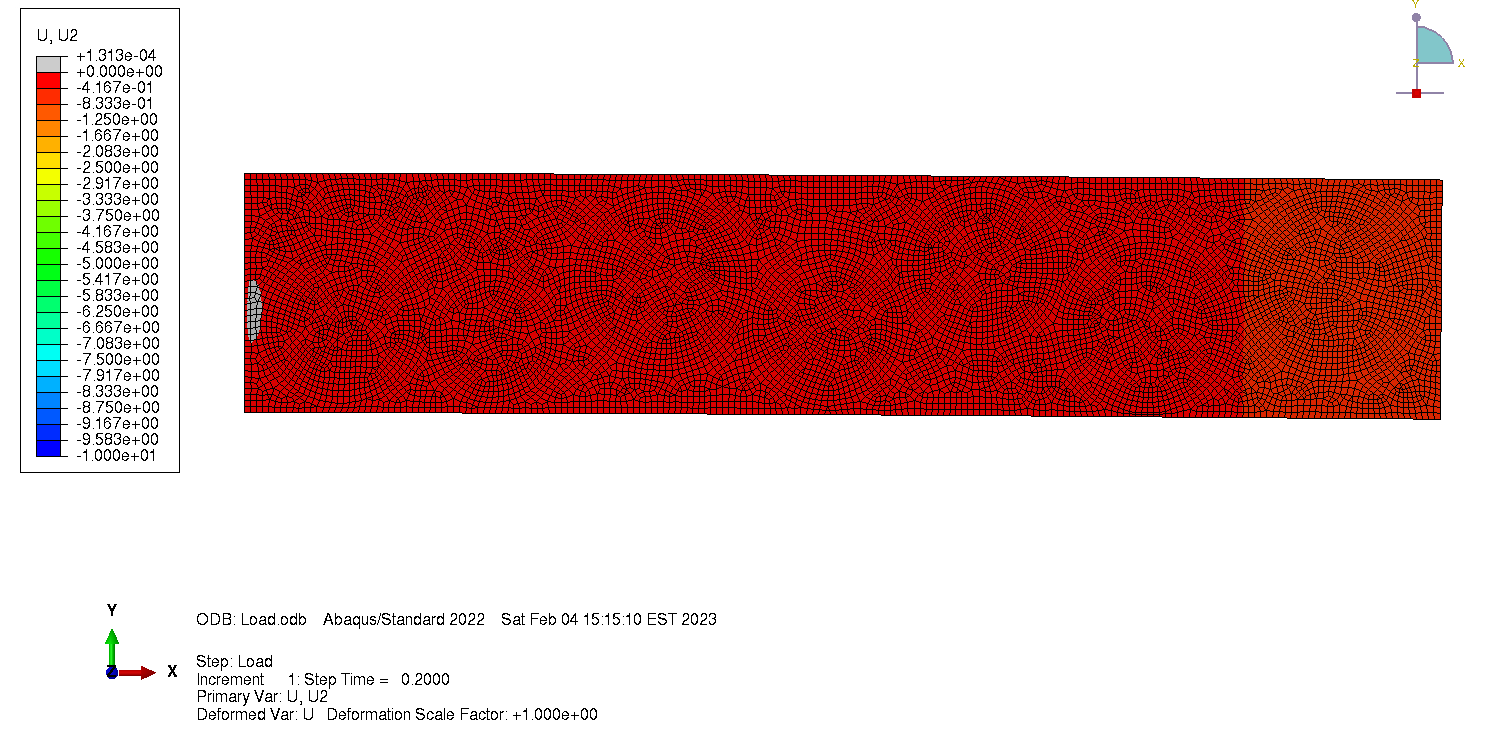 U, U2
+1.313e-04
+0.000e+00
-4.167e-01
-8.333e-01
-1.250e+00
-1.667e+00
-2.083e+00
-2.500e+00
-2.917e+00
-3.333e+00
-3.750e+00
-4.167e+00
-4.583e+00
-5.000e+00
-5.417e+00
-5.833e+00
-6.250e+00
-6.667e+00
-7.083e+00
-7.500e+00
-7.917e+00
-8.333e+00
-8.750e+00
-9.167e+00
-9.583e+00
-1.000e+01
Y
Z X
Y
Z X
ODB: Load.odb Abaqus/Standard 2022 Sat Feb 04 15:15:10 EST 2023
Step: Load
Increment 1: Step Time = 0.2000
Primary Var: U, U2
Deformed Var: U Deformation Scale Factor: +1.000e+00